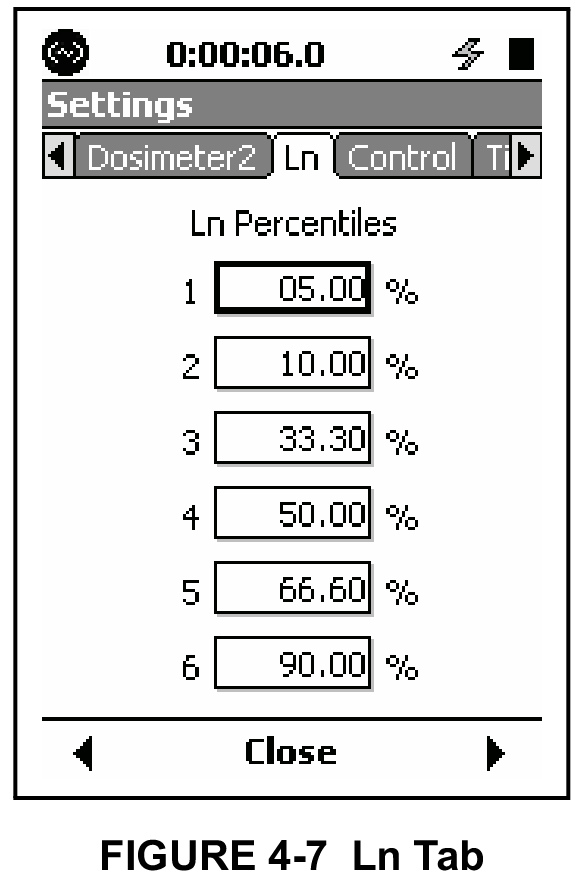 0:00:06.0
Settings
Dosimeter2 Ln Control Ti
Ln Percentiles
1 05.00 %
2 10.00 %
3 33.30 %
4 50.00 %
5 66.60 %
6 90.00 %
Close
FIGURE 4-7 Ln Tab